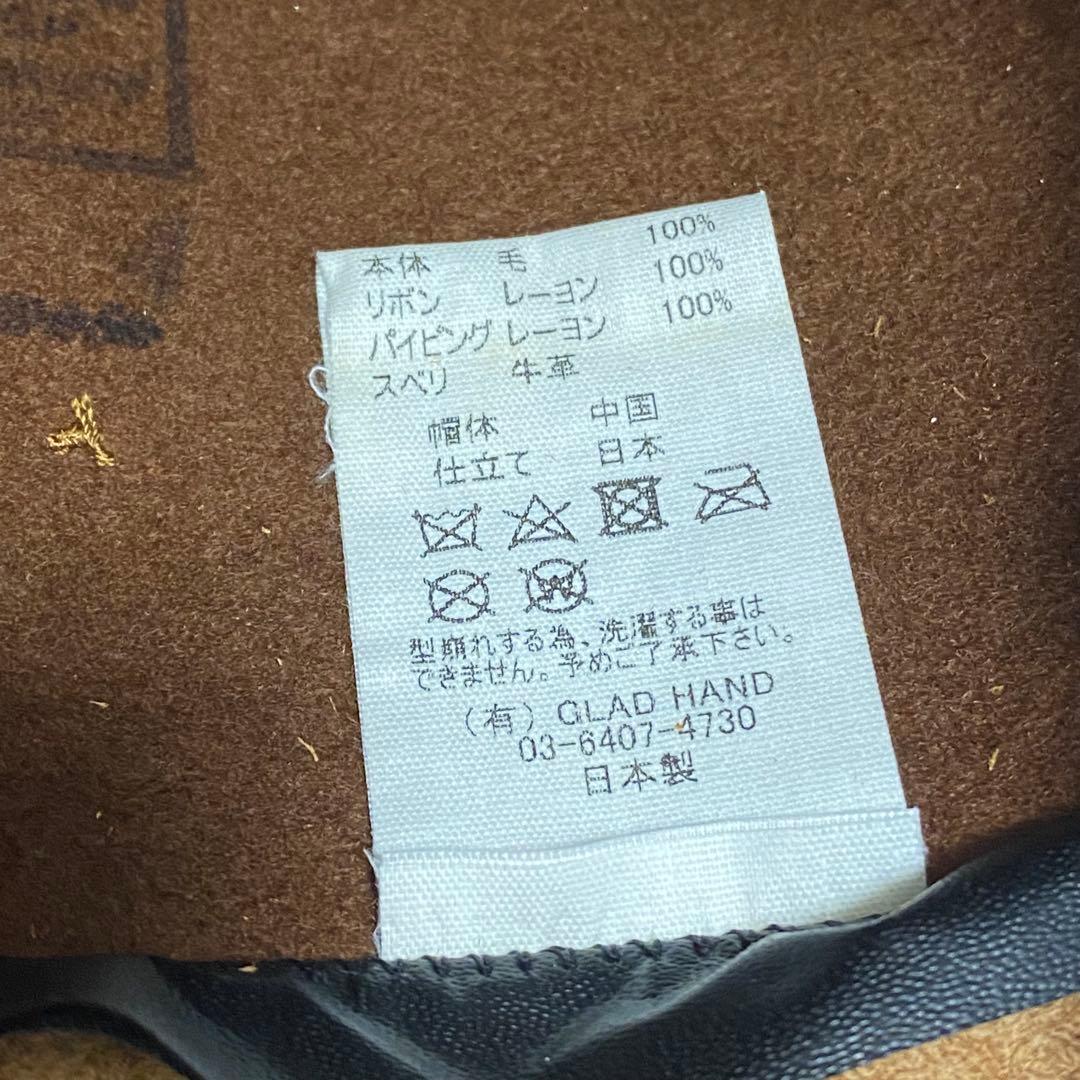 本体 毛 100%
リボン レーヨン 100%
パイピング レーヨン 100%
スベリ 牛革
帽体 中国
仕立て 日本
型崩れする為、洗濯する事は
できません。予めご了承下さい。
(有) GLAD HAND
03-6407-4730
日本製